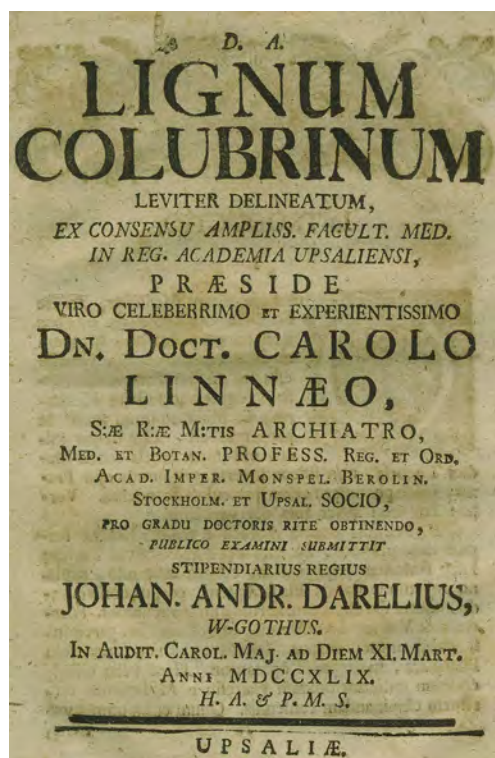 D. A.
LIGNUM
COLUBRINUM
LEVITER DELINEATUM,
EX CONSENSU AMPLISS. FACULT. MED.
IN REG. ACADEMIA UPSALIENSI,
PRÆSIDE
VIRO CELEBERRIMO ET EXPERIENTISSIMO
DN. DOCT. CAROLO
LINNÆO,
S:Æ R:Æ M:TIS ARCHIATRO,
MED. ET BOTAN. PROFESS. REG. ET ORD.
ACAD. IMPER. MONSPEL. BEROLIN.
STOCKHOLM. ET UPSAL. SOCIO,
PRO GRADU DOCTORIS RITE OBTINENDO,
PUBLICO EXAMINI SUBMITTIT
STIPENDIARIUS REGIUS
JOHAN. ANDR. DARELIUS,
W-GOTHUS.
IN AUDIT. CAROL. MAJ. AD DIEM XI. MART.
ANNI MDCCXLIX.
H. A. & P. M. S.
UPSALIÆ.